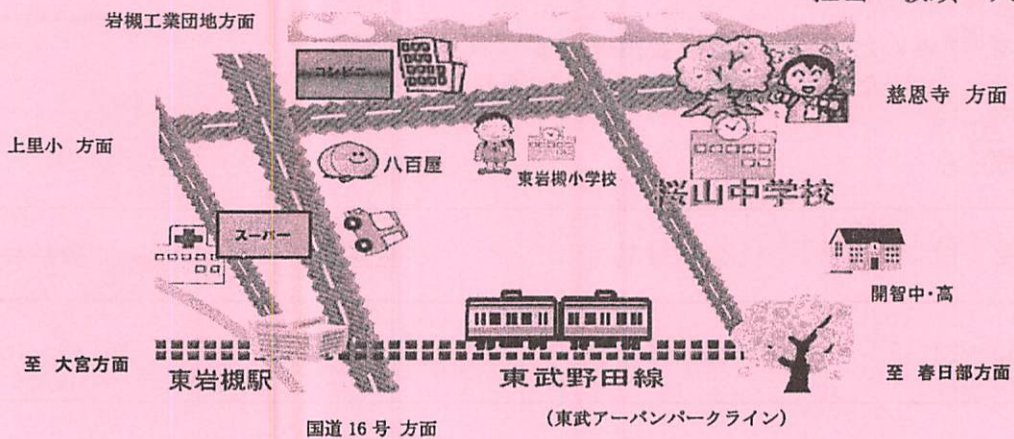 岩槻工業団地方面
コンビニ
慈恩寺 方面
上里小 方面
八百屋
東岩槻小学校
桜山中学校
スーパー
開智中・高
至 大宮方面
東岩槻駅
東武野田線
至 春日部方面
(東武アーバンパークライン)
国道 16 号 方面